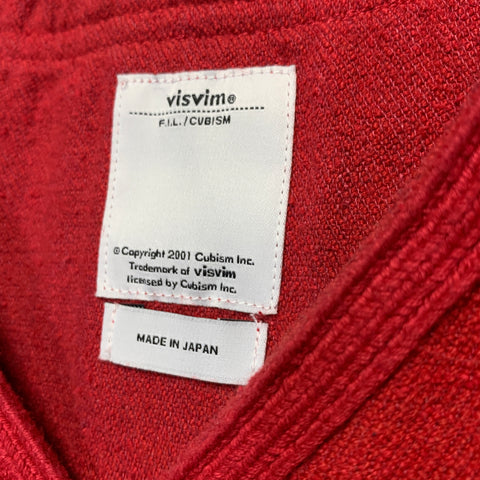 visvim®
F.I.L./CUBISM
©Copyright 2001 Cubism Inc.
Trademark of visvim
licensed by Cubism Inc.
MADE IN JAPAN